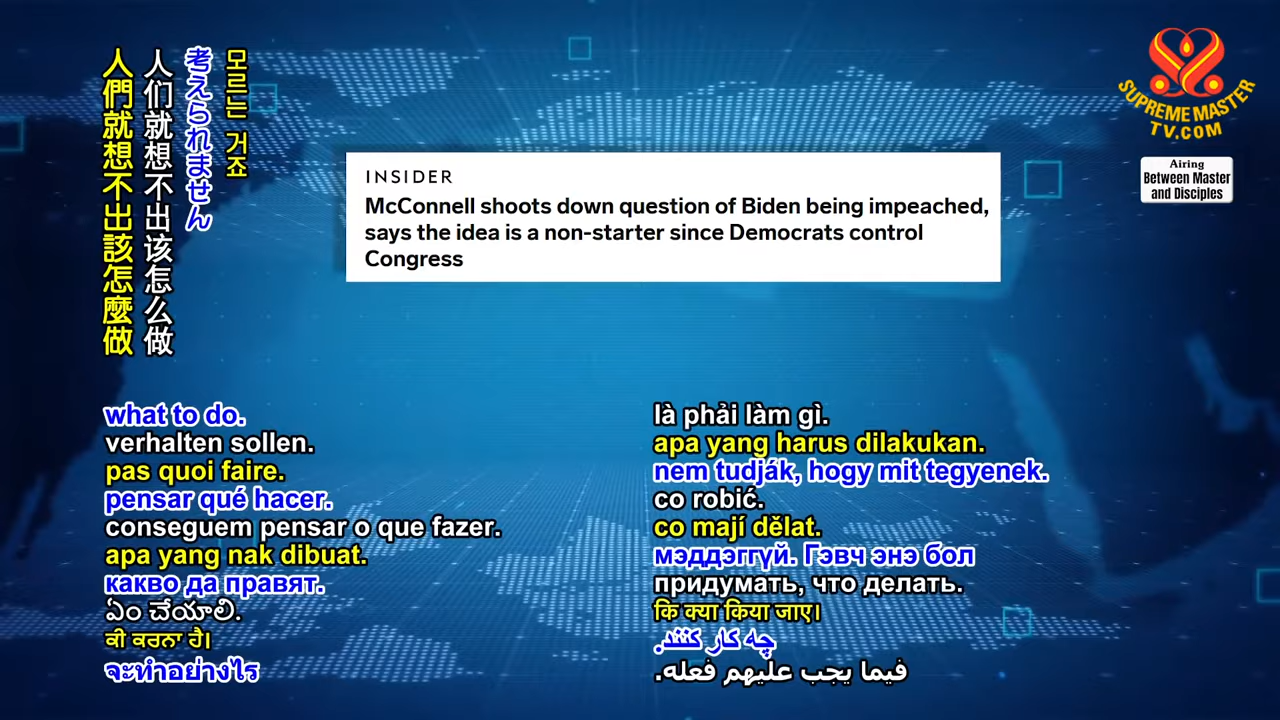 모르는 거죠
考えられません
人们就想不出该怎么做
人們就想不出該怎麼做
SUPREME MASTER
TV.COM
Airing
Between Master
and Disciples
INSIDER
McConnell shoots down question of Biden being impeached,
says the idea is a non-starter since Democrats control
Congress
what to do.
verhalten sollen.
pas quoi faire.
pensar qué hacer.
conseguem pensar o que fazer.
apa yang nak dibuat.
какво да правят.
ఏం చేయాలి.
ਕੀ ਕਰਨਾ ਹੈ।
จะทำอย่างไร
là phải làm gì.
apa yang harus dilakukan.
nem tudják, hogy mit tegyenek.
co robić.
co mají dělat.
мэддэггүй. Гэвч энэ бол
придумать, что делать.
कि क्या किया जाए।
چه کار کنند.
فيما يجب عليهم فعله.